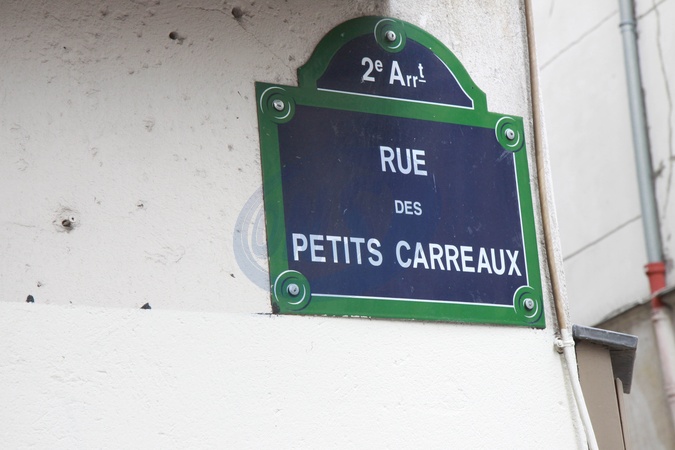 2e Arrt
RUE
DES
PETITS CARREAUX